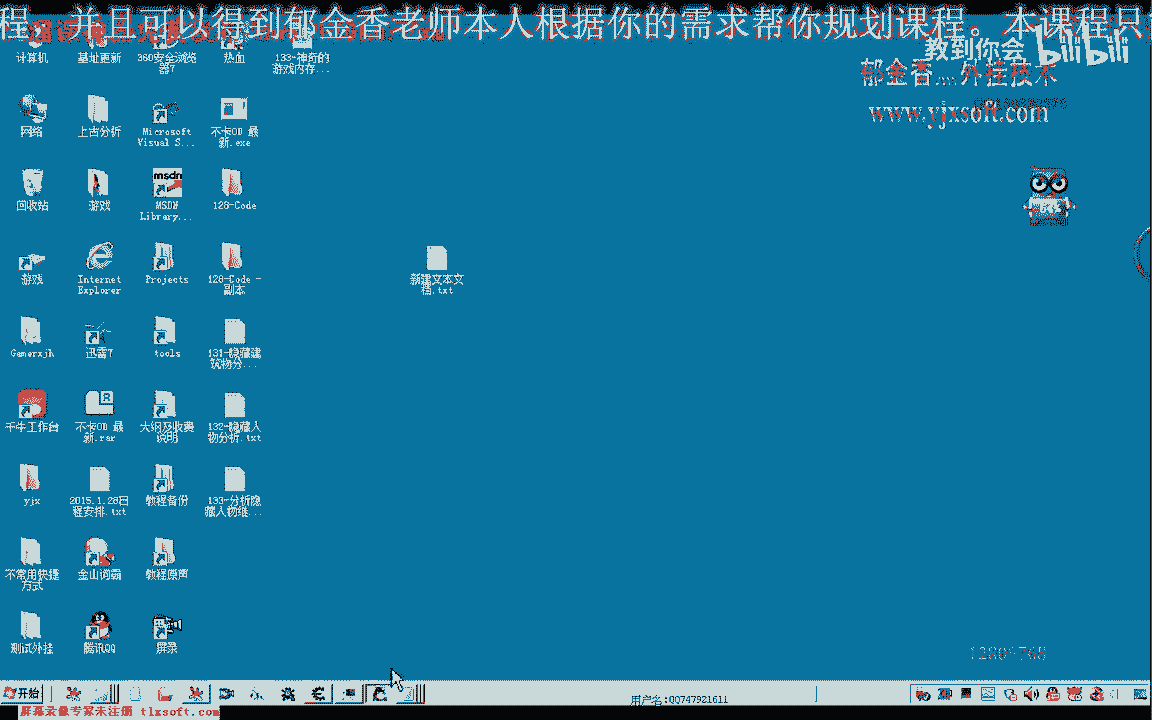 程。并且可以得到郁金香老师本人根据你的需求帮你规划课程。本课程只
教到你会 bilibili
郁金香....外挂技术
www.yjxsoft.com
计算机
基址更新
360安全浏览器7
热血
133-神奇的游戏内存...
网络
上古分析
Microsoft Visual S...
不卡OD 最新.exe
回收站
游戏
msdn
MSDN Library...
128-Code
游戏
Internet Explorer
Projects
128-Code - 副本
新建文本文档.txt
Gamerxjh
迅雷7
tools
131-隐藏建筑物分...
千牛工作台
不卡OD 最新.rar
大纲及收费说明
132-隐藏人物分析.txt
yjx
2015.1.28日程安排.txt
教程备份
133-分析隐藏人物继...
不常用快捷方式
金山词霸
教程原声
测试外挂
腾讯QQ
屏录
1280*768
开始
用户名:QQ747921611
屏幕录像专家未注册 tlxsoft.com